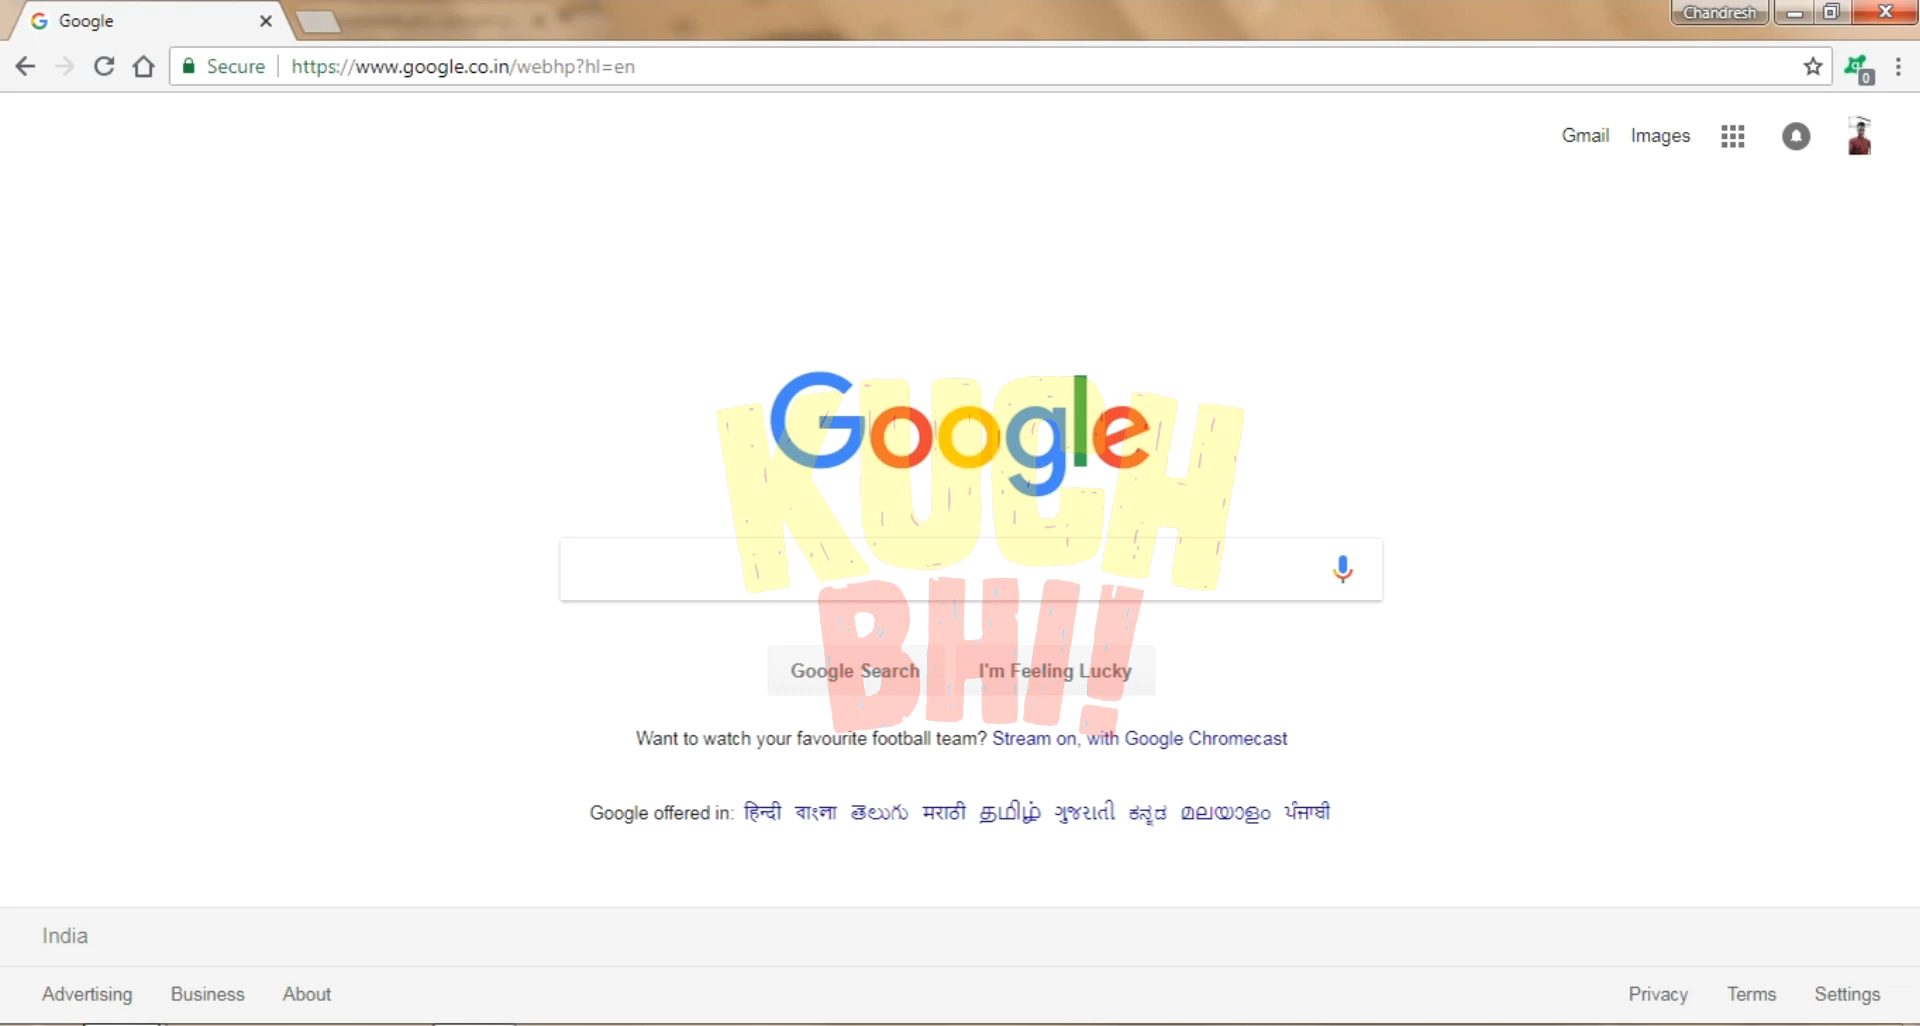 Google
Chandresh
Secure https://www.google.co.in/webhp?hl=en
0
Gmail Images
Google
KUCH
BHI!!
Google Search I'm Feeling Lucky
Want to watch your favourite football team? Stream on, with Google Chromecast
Google offered in: हिन्दी বাংলা తెలుగు मराठी தமிழ் ગુજરાતી ಕನ್ನಡ മലയാളം ਪੰਜਾਬੀ
India
Advertising Business About
Privacy Terms Settings